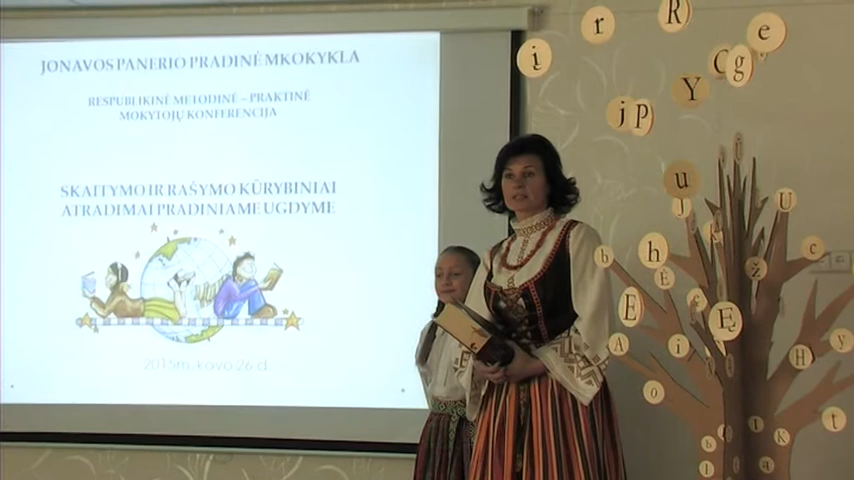 JONAVOS PANERIO PRADINĖ MKOKYKLA
RESPUBLIKINĖ METODINĖ – PRAKTINĖ
MOKYTOJŲ KONFERENCIJA
SKAITYMO IR RAŠYMO KŪRYBINIAI
ATRADIMAI PRADINIAME UGDYME
2015m. kovo 26 d.
R
r
e
į
C
g
Y
j
P
Ū
u
J
U
b
h
c
ž
Ė
E
Ę
A
i
H
y
o
t
k
b
l
a